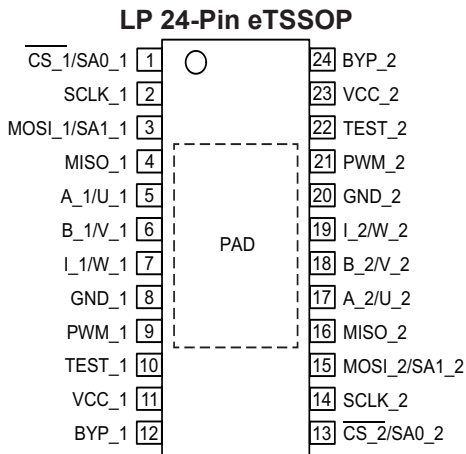 LP 24-Pin eTSSOP
CS_1/SA0_1 1
24 BYP_2
SCLK_1 2
23 VCC_2
MOSI_1/SA1_1 3
22 TEST_2
MISO_1 4
21 PWM_2
A_1/U_1 5
20 GND_2
B_1/V_1 6
19 I_2/W_2
I_1/W_1 7
18 B_2/V_2
PAD
GND_1 8
17 A_2/U_2
PWM_1 9
16 MISO_2
TEST_1 10
15 MOSI_2/SA1_2
VCC_1 11
14 SCLK_2
BYP_1 12
13 CS_2/SA0_2